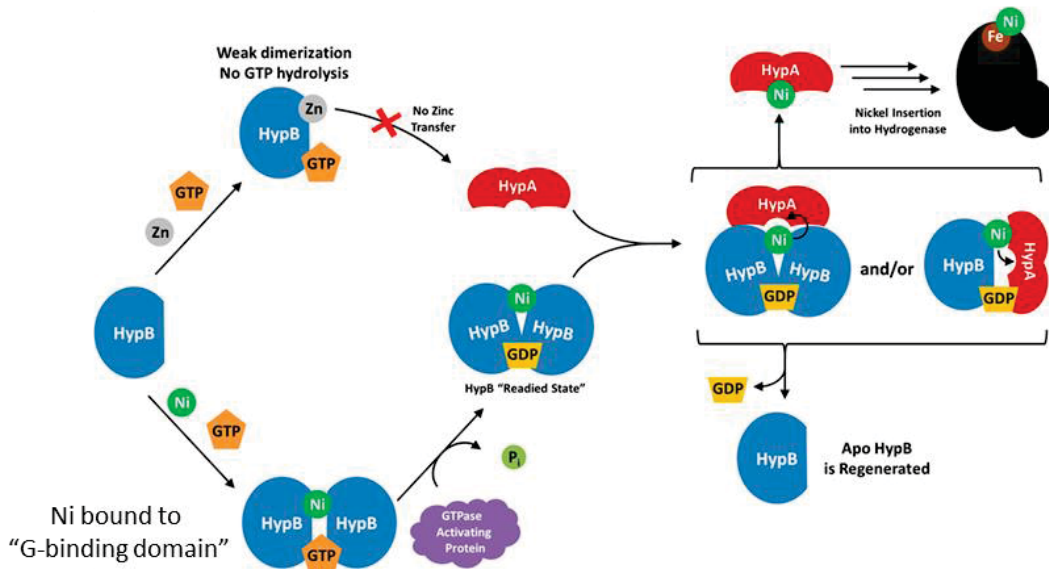 Weak dimerization
No GTP hydrolysis
Zn
HypB
GTP
No Zinc
Transfer
GTP
Zn
HypB
Ni
GTP
Ni bound to
“G-binding domain”
HypB
Ni
HypB
GTP
GTPase
Activating
Protein
Pi
HypA
Ni
HypB
HypB
GDP
HypB “Readied State”
HypA
Ni
Nickel Insertion
into Hydrogenase
Ni
Fe
HypA
Ni
HypB
HypB
GDP
and/or
Ni
HypB
HypA
GDP
GDP
HypB
Apo HypB
is Regenerated